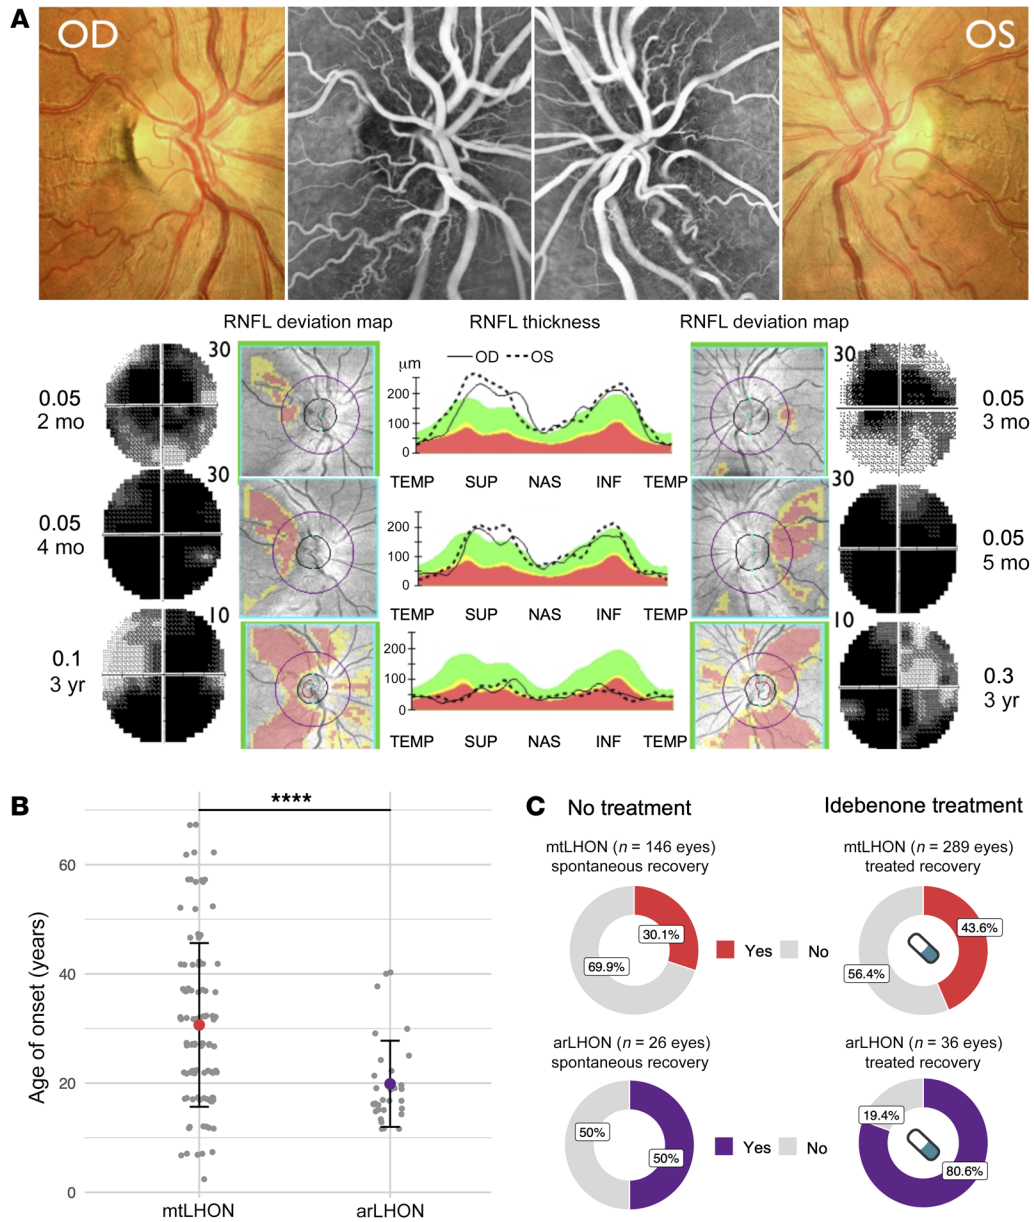 A
OD
OS
RNFL deviation map
RNFL thickness
RNFL deviation map
0.05
2 mo
30
μm
OD
OS
200
100
0
30
0.05
3 mo
TEMP SUP NAS INF TEMP
0.05
4 mo
30
200
100
0
30
0.05
5 mo
TEMP SUP NAS INF TEMP
0.1
3 yr
10
200
100
0
10
0.3
3 yr
TEMP SUP NAS INF TEMP
B
****
Age of onset (years)
60
40
20
0
mtLHON
arLHON
C
No treatment
Idebenone treatment
mtLHON (n = 146 eyes)
spontaneous recovery
30.1%
69.9%
Yes
No
mtLHON (n = 289 eyes)
treated recovery
43.6%
56.4%
arLHON (n = 26 eyes)
spontaneous recovery
50%
50%
Yes
No
arLHON (n = 36 eyes)
treated recovery
19.4%
80.6%